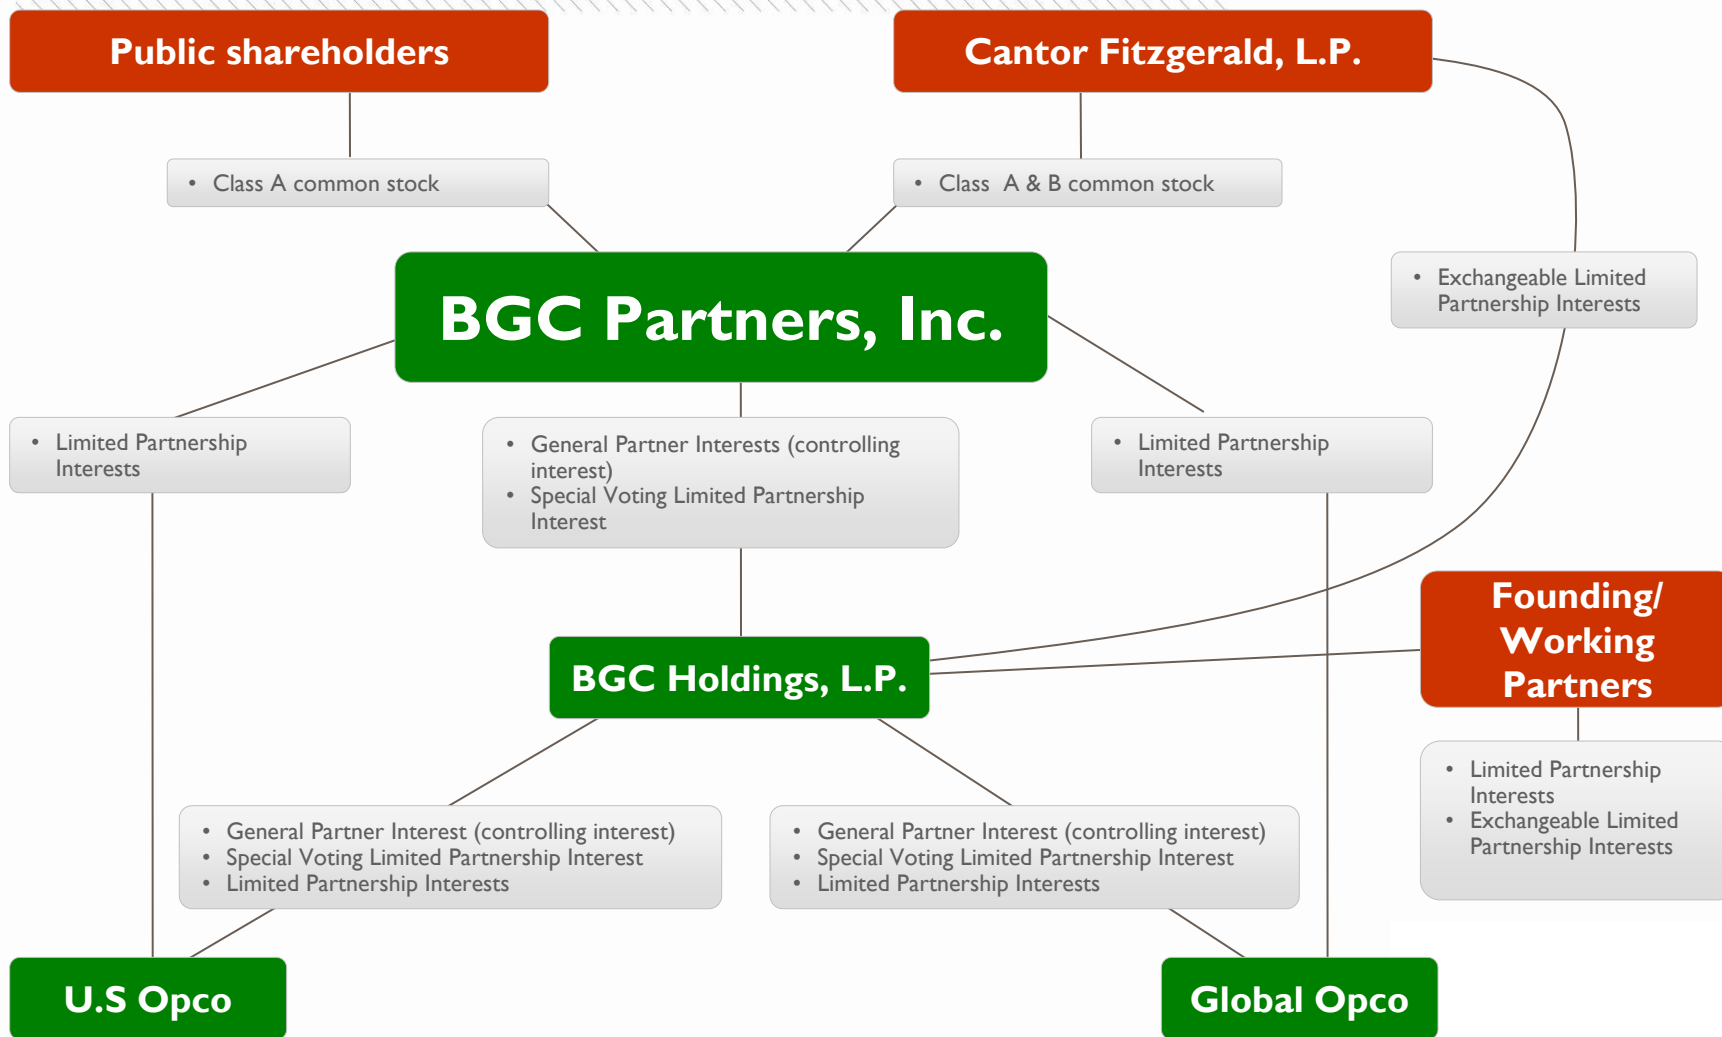 Public shareholders
Cantor Fitzgerald, L.P.
• Class A common stock
• Class A & B common stock
BGC Partners, Inc.
• Exchangeable Limited
Partnership Interests
• Limited Partnership
Interests
• General Partner Interests (controlling
interest)
• Special Voting Limited Partnership
Interest
• Limited Partnership
Interests
Founding/
Working
Partners
BGC Holdings, L.P.
• Limited Partnership
Interests
• Exchangeable Limited
Partnership Interests
• General Partner Interest (controlling interest)
• Special Voting Limited Partnership Interest
• Limited Partnership Interests
• General Partner Interest (controlling interest)
• Special Voting Limited Partnership Interest
• Limited Partnership Interests
U.S Opco
Global Opco